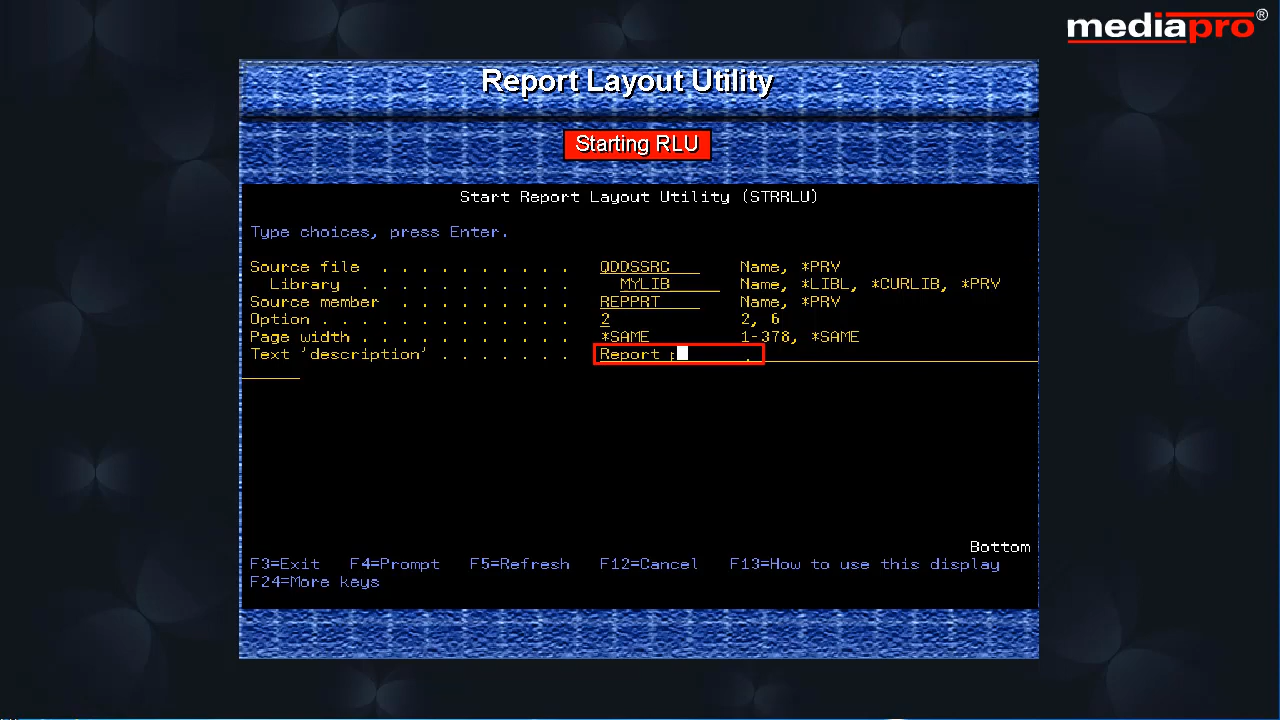 mediapro®
Report Layout Utility
Starting RLU
Start Report Layout Utility (STRRLU)
Type choices, press Enter.
Source file . . . . . . . . . . QDDSSRC Name, *PRV
Library . . . . . . . . . . . MYLIB Name, *LIBL, *CURLIB, *PRV
Source member . . . . . . . . . REPPRT Name, *PRV
Option . . . . . . . . . . . . . 2 2, 6
Page width . . . . . . . . . . . *SAME 1-378, *SAME
Text 'description' . . . . . . . Report p
Bottom
F3=Exit F4=Prompt F5=Refresh F12=Cancel F13=How to use this display
F24=More keys